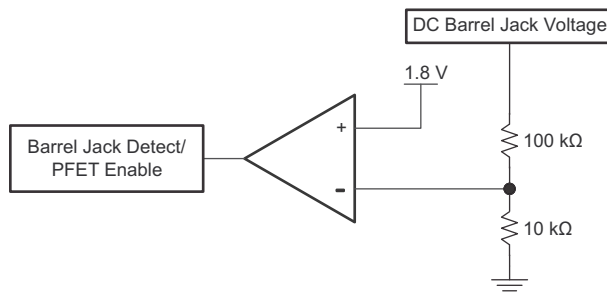 DC Barrel Jack Voltage
1.8 V
+
100 kΩ
Barrel Jack Detect/
PFET Enable
-
10 kΩ